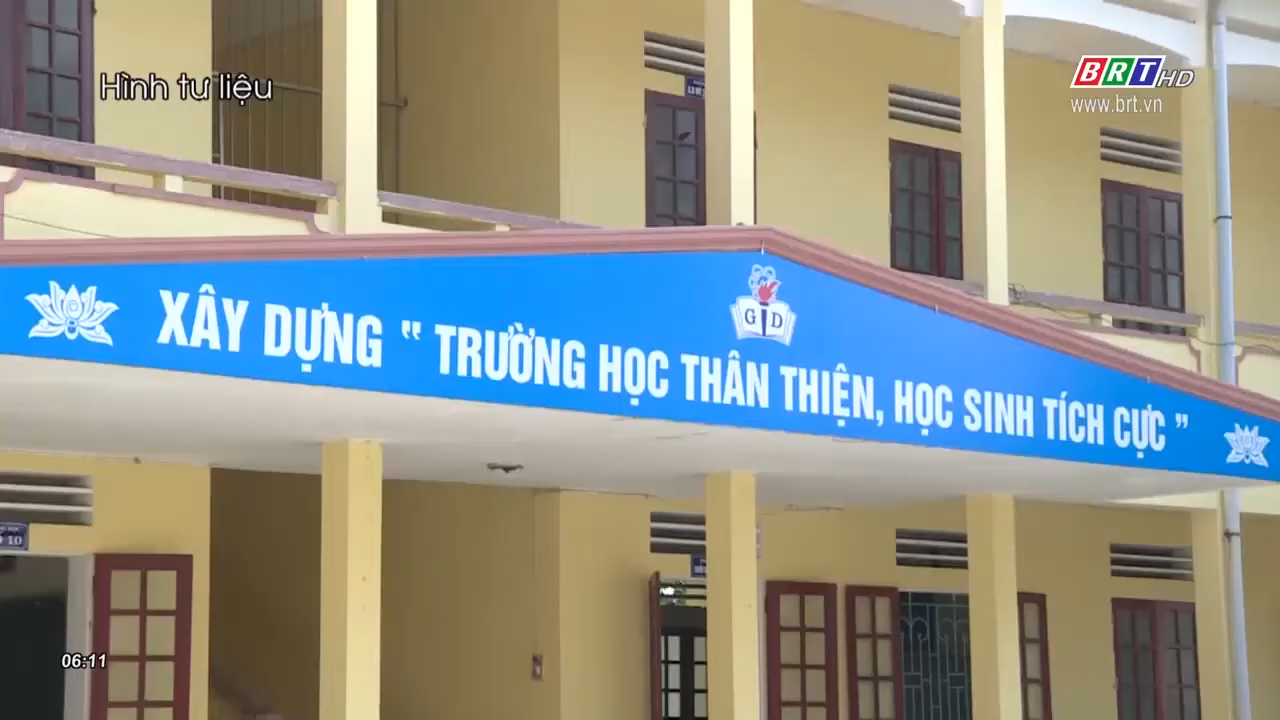 Hình tư liệu
BRT HD
www.brt.vn
G D
XÂY DỰNG “ TRƯỜNG HỌC THÂN THIỆN, HỌC SINH TÍCH CỰC ”
10
06:11